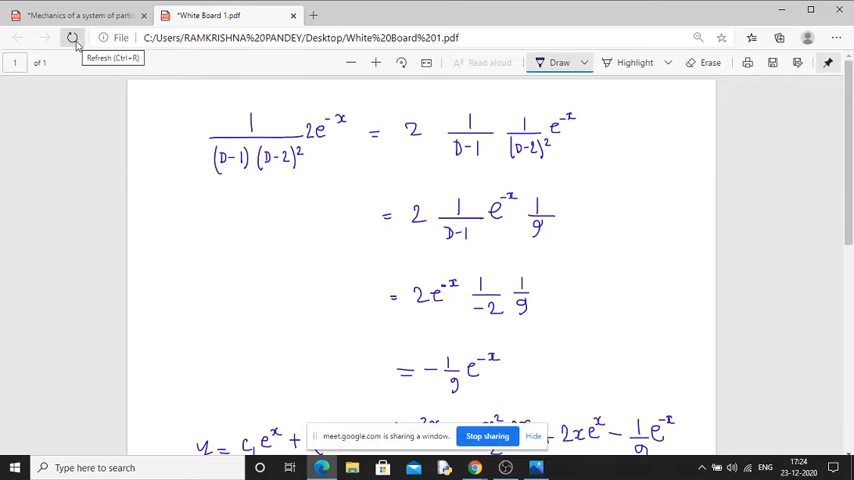 *Mechanics of a system of partic
*White Board 1.pdf
File C:/Users/RAMKRISHNA%20PANDEY/Desktop/White%20Board%201.pdf
Refresh (Ctrl+R)
1 of 1
Read aloud
Draw
Highlight
Erase
1/((D-1)(D-2)²) 2e^-x = 2 1/(D-1) 1/(D-2)² e^-x
= 2 1/(D-1) e^-x 1/9
= 2e^-x 1/-2 1/9
= - 1/9 e^-x
y = c₁e^x + + 2xe^x - 1/9 e^-x
meet.google.com is sharing a window.
Stop sharing
Hide
Type here to search
ENG
17:24
23-12-2020